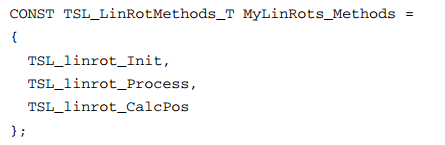 CONST TSL_LinRotMethods_T MyLinRots_Methods =
{
  TSL_linrot_Init,
  TSL_linrot_Process,
  TSL_linrot_CalcPos
};